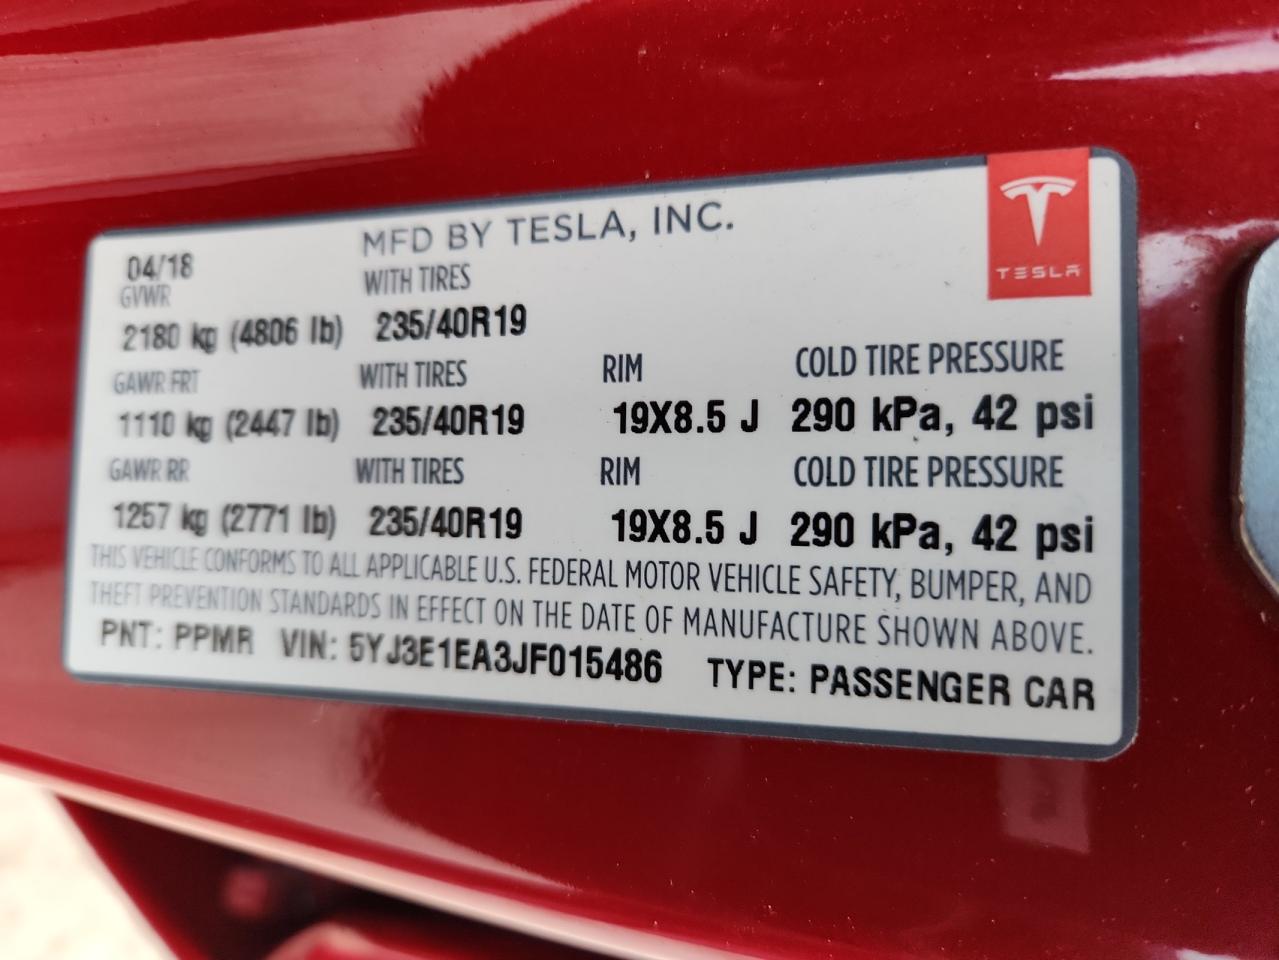 MFD BY TESLA, INC.
TESLA
04/18
GVWR WITH TIRES
2180 kg (4806 lb) 235/40R19
GAWR FRT WITH TIRES RIM COLD TIRE PRESSURE
1110 kg (2447 lb) 235/40R19 19X8.5 J 290 kPa, 42 psi
GAWR RR WITH TIRES RIM COLD TIRE PRESSURE
1257 kg (2771 lb) 235/40R19 19X8.5 J 290 kPa, 42 psi
THIS VEHICLE CONFORMS TO ALL APPLICABLE U.S. FEDERAL MOTOR VEHICLE SAFETY, BUMPER, AND
THEFT PREVENTION STANDARDS IN EFFECT ON THE DATE OF MANUFACTURE SHOWN ABOVE.
PNT: PPMR VIN: 5YJ3E1EA3JF015486 TYPE: PASSENGER CAR